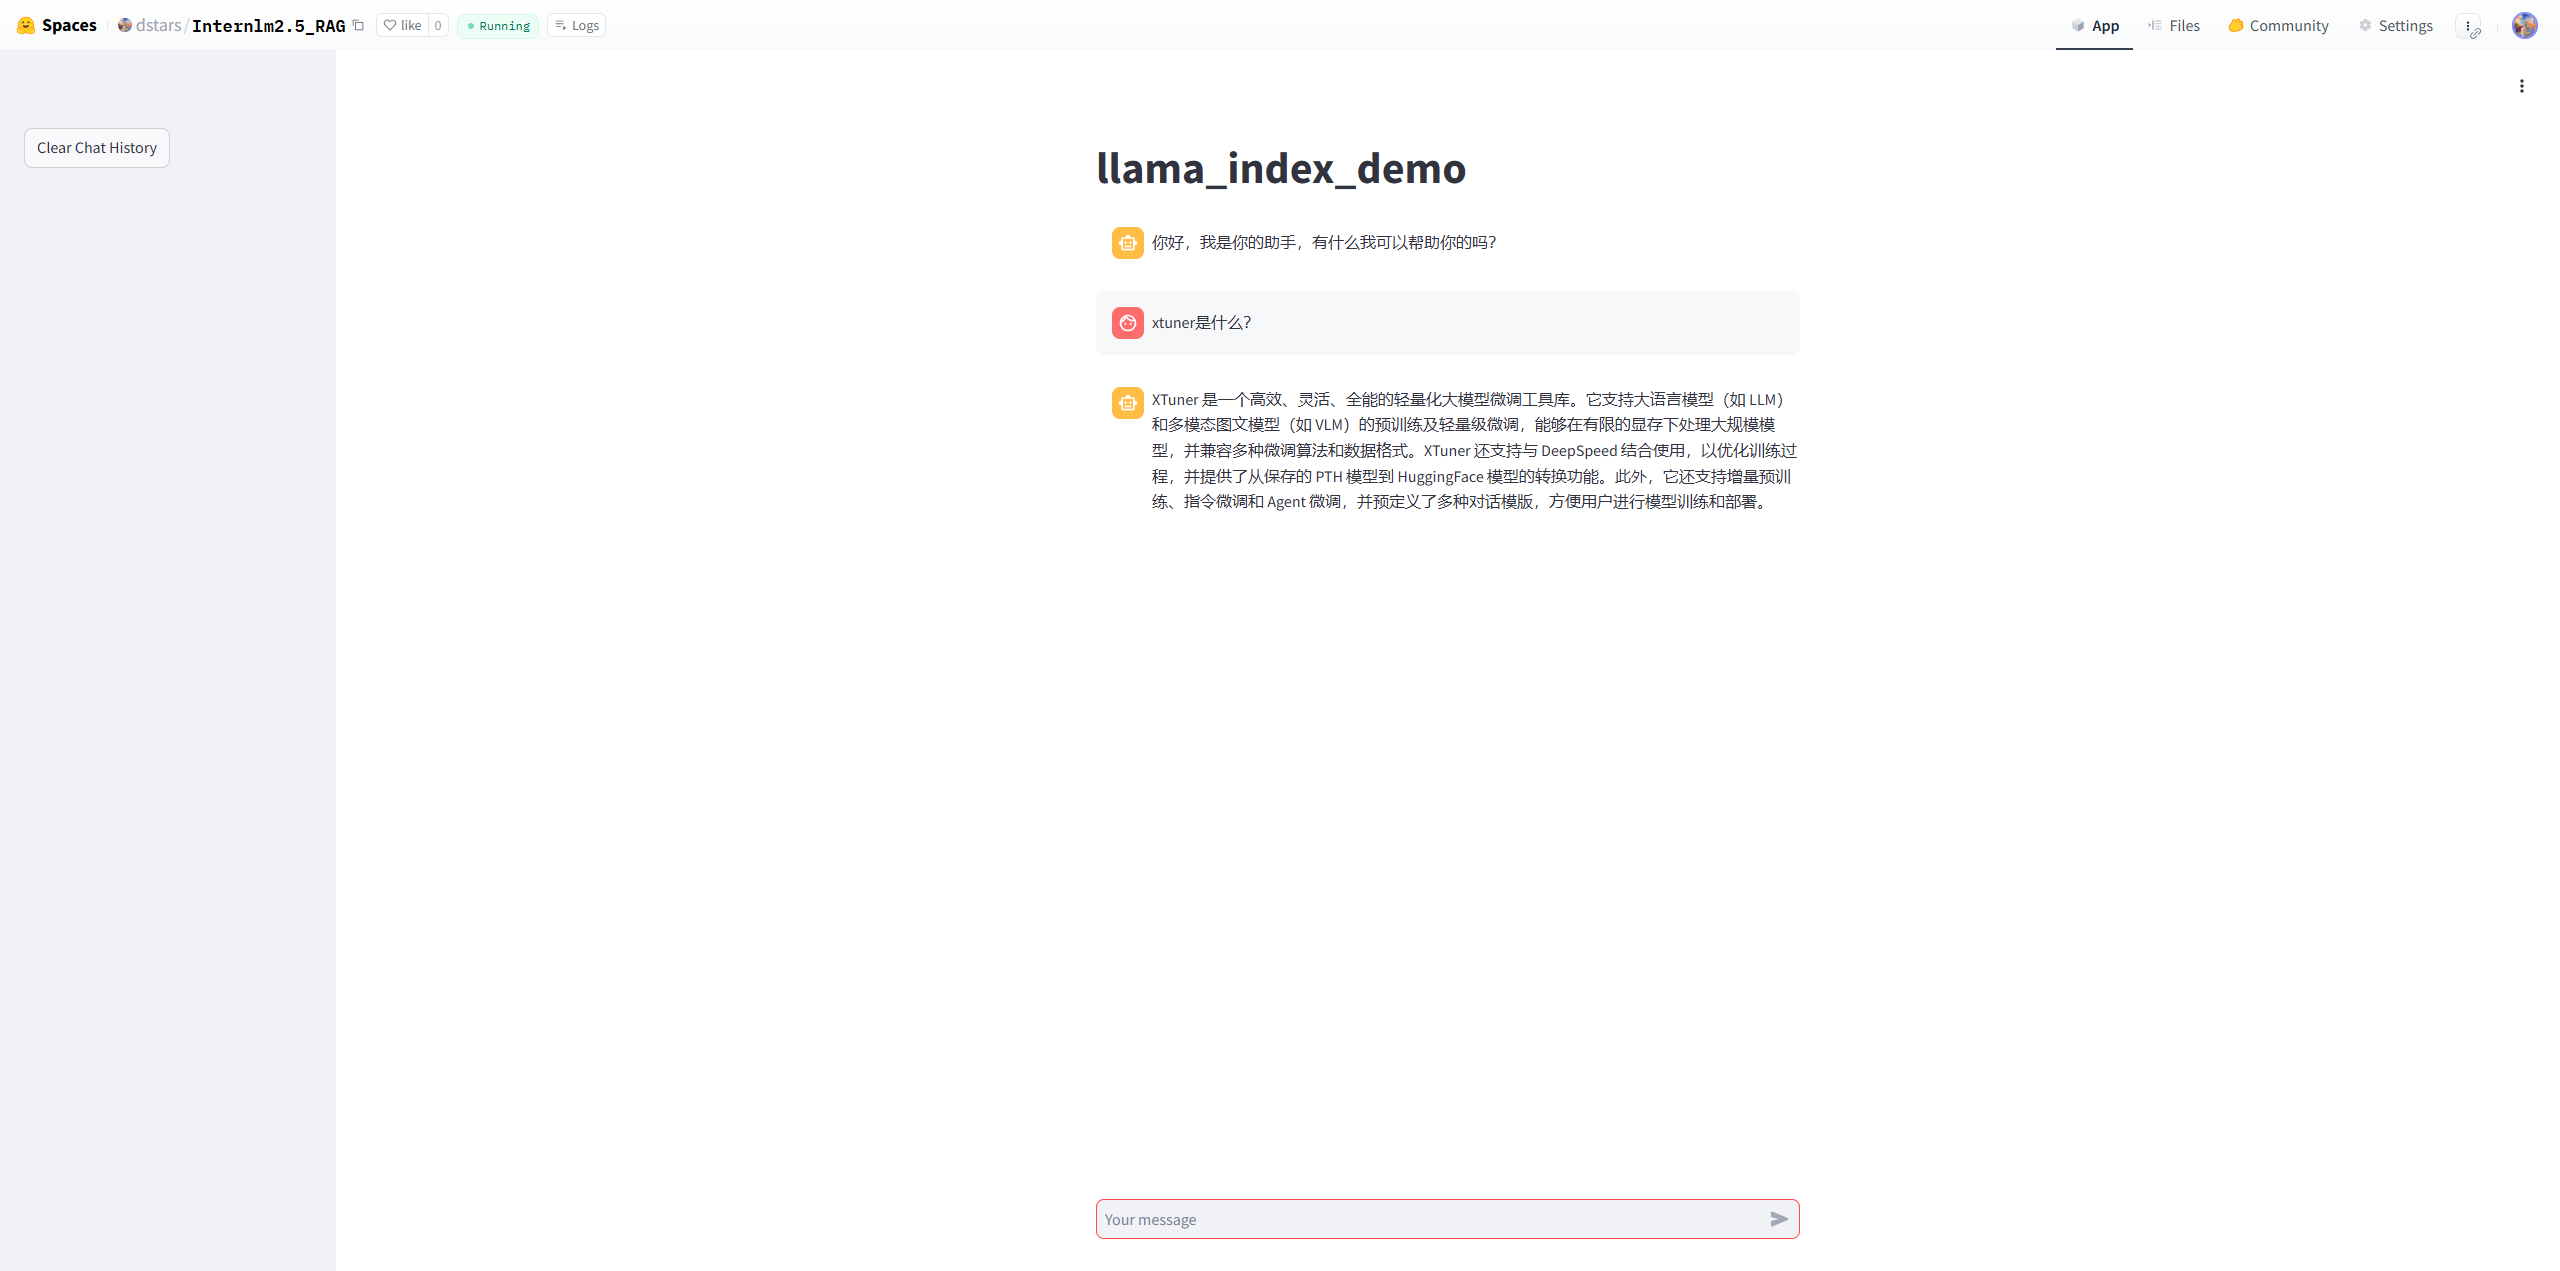 Spaces dstars/Internlm2.5_RAG like 0 Running Logs App Files Community Settings
Clear Chat History
llama_index_demo
你好，我是你的助手，有什么我可以帮助你的吗？
xtuner是什么？
XTuner 是一个高效、灵活、全能的轻量化大模型微调工具库。它支持大语言模型（如 LLM）
和多模态图文模型（如 VLM）的预训练及轻量级微调，能够在有限的显存下处理大规模模
型，并兼容多种微调算法和数据格式。XTuner 还支持与 DeepSpeed 结合使用，以优化训练过
程，并提供了从保存的 PTH 模型到 HuggingFace 模型的转换功能。此外，它还支持增量预训
练、指令微调和 Agent 微调，并预定义了多种对话模版，方便用户进行模型训练和部署。
Your message